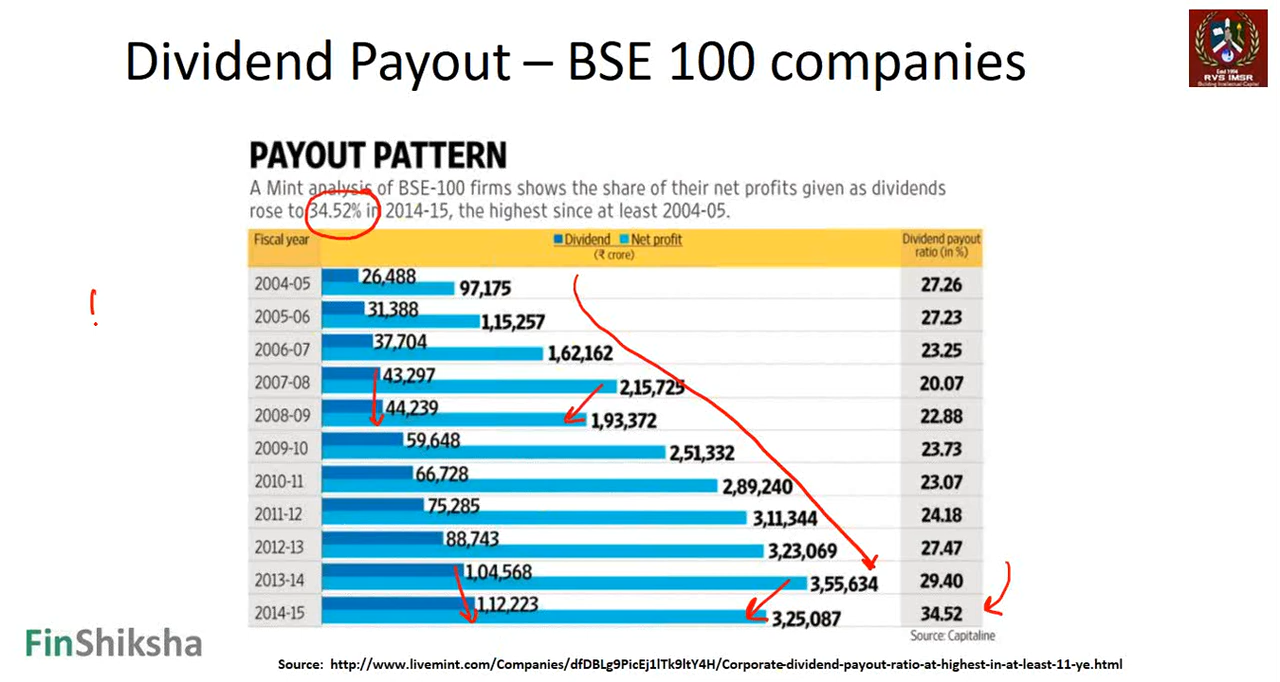 Dividend Payout – BSE 100 companies
Estd 1998
RVS IMSR
Building Intellectual Capital
PAYOUT PATTERN
A Mint analysis of BSE-100 firms shows the share of their net profits given as dividends
rose to 34.52% in 2014-15, the highest since at least 2004-05.
Fiscal year Dividend Net profit Dividend payout
(₹ crore) ratio (in %)
2004-05 26,488 97,175 27.26
2005-06 31,388 1,15,257 27.23
2006-07 37,704 1,62,162 23.25
2007-08 43,297 2,15,725 20.07
2008-09 44,239 1,93,372 22.88
2009-10 59,648 2,51,332 23.73
2010-11 66,728 2,89,240 23.07
2011-12 75,285 3,11,344 24.18
2012-13 88,743 3,23,069 27.47
2013-14 1,04,568 3,55,634 29.40
2014-15 1,12,223 3,25,087 34.52
Source: Capitaline
FinShiksha
Source: http://www.livemint.com/Companies/dfDBLg9PicEj1lTk9ltY4H/Corporate-dividend-payout-ratio-at-highest-in-at-least-11-ye.html